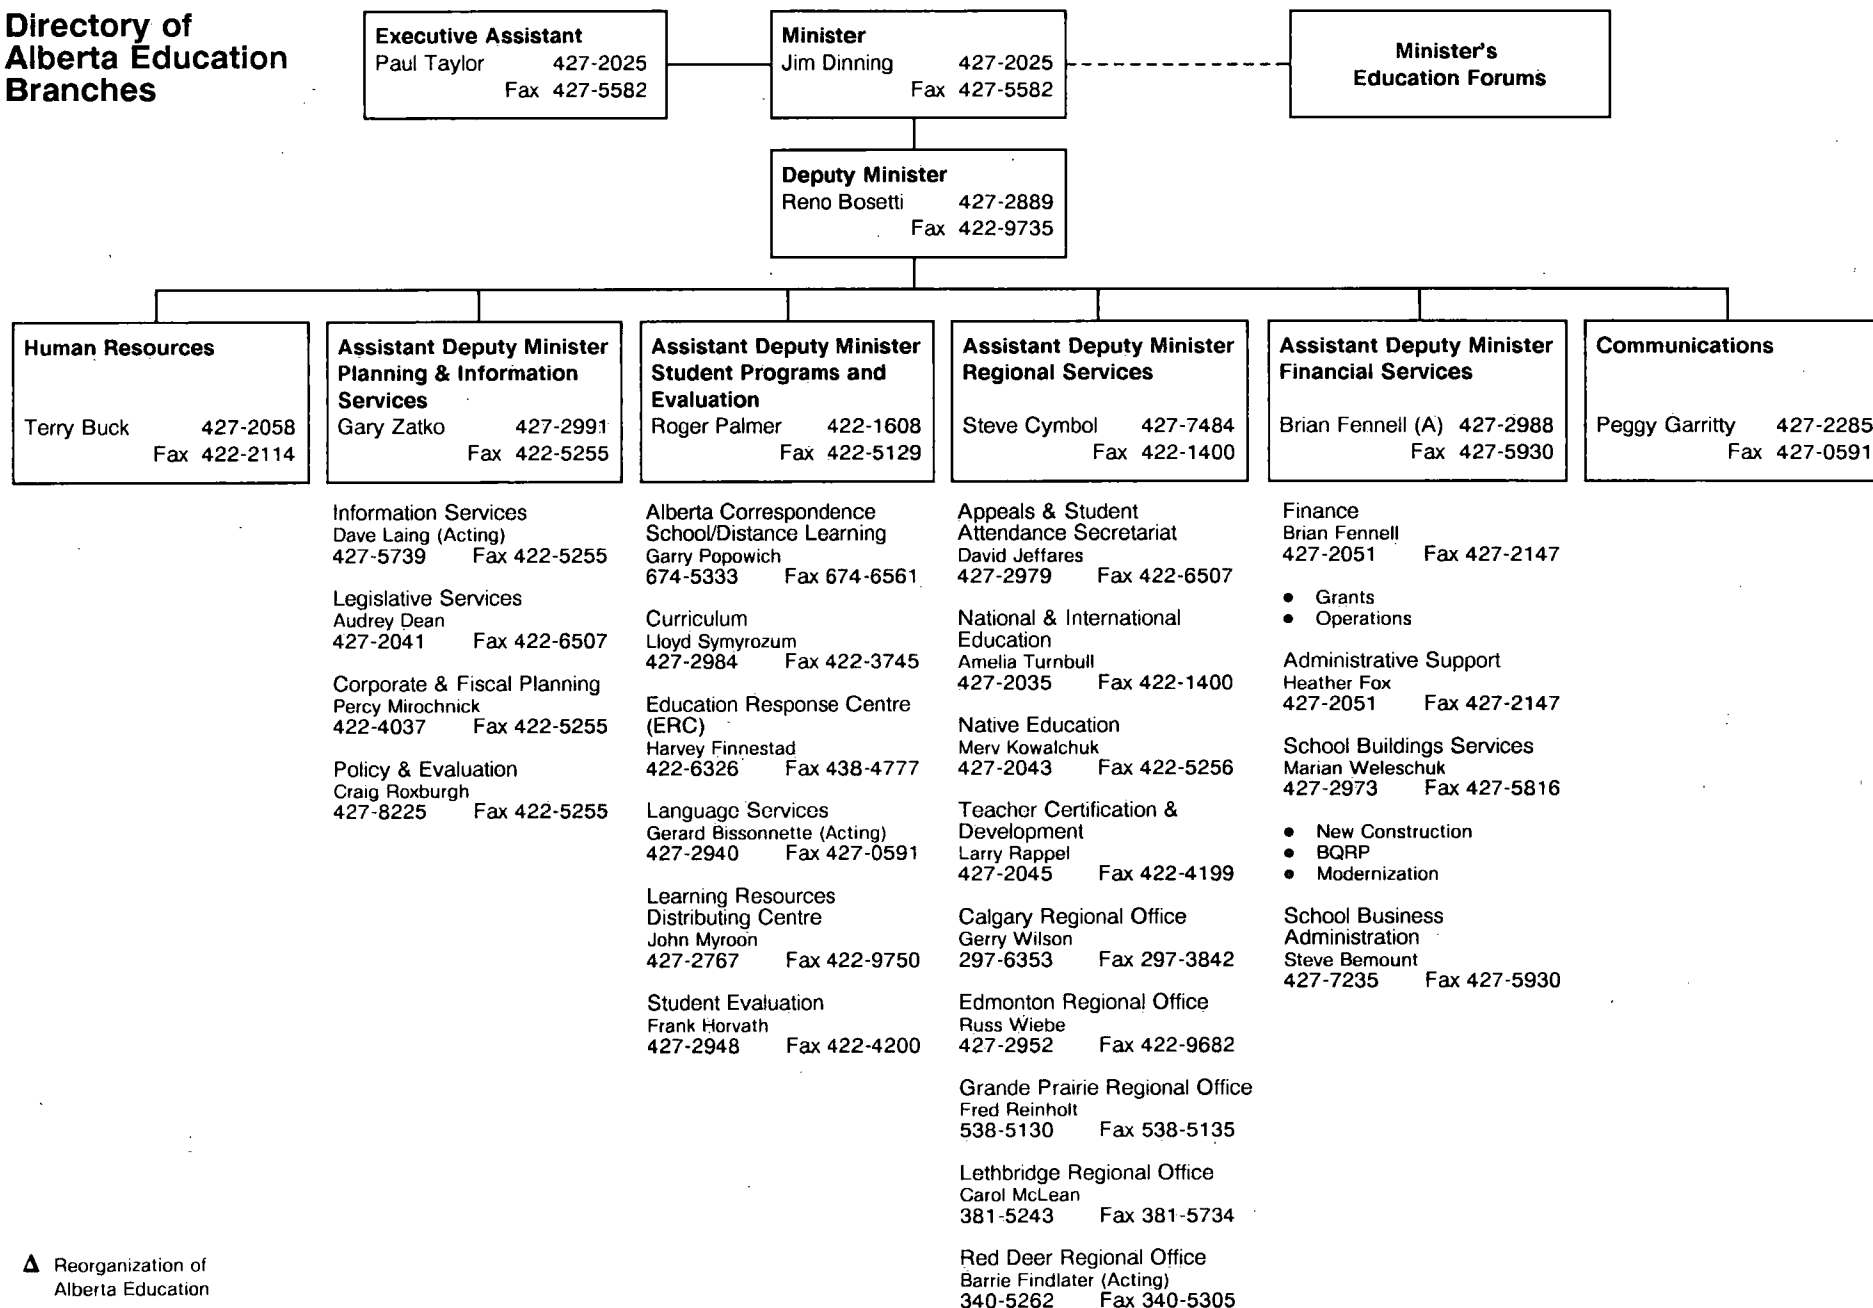 Directory of
Alberta Education
Branches
Executive Assistant
Paul Taylor 427-2025
Fax 427-5582
Minister
Jim Dinning 427-2025
Fax 427-5582
Minister's
Education Forums
Deputy Minister
Reno Bosetti 427-2889
Fax 422-9735
Human Resources
Terry Buck 427-2058
Fax 422-2114
Assistant Deputy Minister
Planning & Information
Services
Gary Zatko 427-2991
Fax 422-5255
Assistant Deputy Minister
Student Programs and
Evaluation
Roger Palmer 422-1608
Fax 422-5129
Assistant Deputy Minister
Regional Services
Steve Cymbol 427-7484
Fax 422-1400
Assistant Deputy Minister
Financial Services
Brian Fennell (A) 427-2988
Fax 427-5930
Communications
Peggy Garritty 427-2285
Fax 427-0591
Information Services
Dave Laing (Acting)
427-5739 Fax 422-5255
Legislative Services
Audrey Dean
427-2041 Fax 422-6507
Corporate & Fiscal Planning
Percy Mirochnick
422-4037 Fax 422-5255
Policy & Evaluation
Craig Roxburgh
427-8225 Fax 422-5255
Alberta Correspondence
School/Distance Learning
Garry Popowich
674-5333 Fax 674-6561
Curriculum
Lloyd Symyrozum
427-2984 Fax 422-3745
Education Response Centre
(ERC)
Harvey Finnestad
422-6326 Fax 438-4777
Language Services
Gerard Bissonnette (Acting)
427-2940 Fax 427-0591
Learning Resources
Distributing Centre
John Myroon
427-2767 Fax 422-9750
Student Evaluation
Frank Horvath
427-2948 Fax 422-4200
Appeals & Student
Attendance Secretariat
David Jeffares
427-2979 Fax 422-6507
National & International
Education
Amelia Turnbull
427-2035 Fax 422-1400
Native Education
Merv Kowalchuk
427-2043 Fax 422-5256
Teacher Certification &
Development
Larry Rappel
427-2045 Fax 422-4199
Calgary Regional Office
Gerry Wilson
297-6353 Fax 297-3842
Edmonton Regional Office
Russ Wiebe
427-2952 Fax 422-9682
Grande Prairie Regional Office
Fred Reinholt
538-5130 Fax 538-5135
Lethbridge Regional Office
Carol McLean
381-5243 Fax 381-5734
Red Deer Regional Office
Barrie Findlater (Acting)
340-5262 Fax 340-5305
Finance
Brian Fennell
427-2051 Fax 427-2147
• Grants
• Operations
Administrative Support
Heather Fox
427-2051 Fax 427-2147
School Buildings Services
Marian Weleschuk
427-2973 Fax 427-5816
• New Construction
• BQRP
• Modernization
School Business
Administration
Steve Bemount
427-7235 Fax 427-5930
Δ Reorganization of
Alberta Education